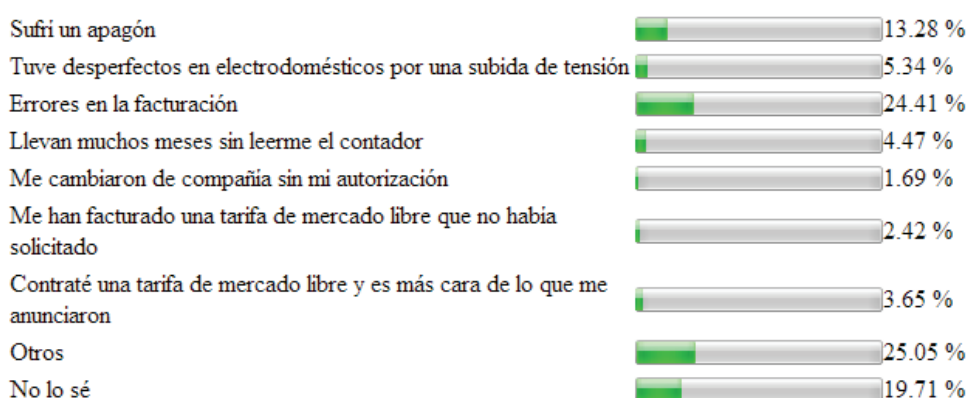 Sufrí un apagón 13.28 %
Tuve desperfectos en electrodomésticos por una subida de tensión 5.34 %
Errores en la facturación 24.41 %
Llevan muchos meses sin leerme el contador 4.47 %
Me cambiaron de compañía sin mi autorización 1.69 %
Me han facturado una tarifa de mercado libre que no había
solicitado 2.42 %
Contraté una tarifa de mercado libre y es más cara de lo que me
anunciaron 3.65 %
Otros 25.05 %
No lo sé 19.71 %